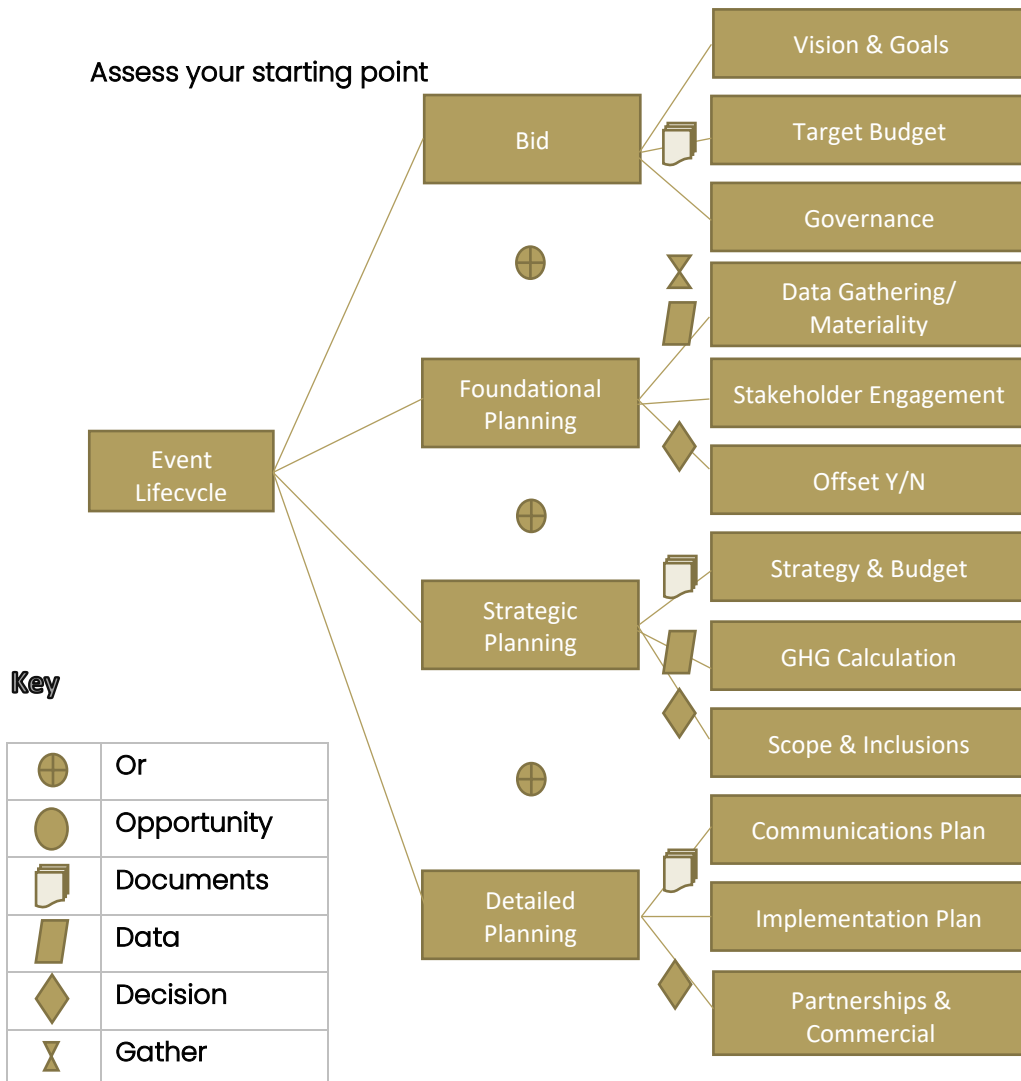 Assess your starting point
Vision & Goals
Bid
Target Budget
Governance
Data Gathering/
Materiality
Foundational
Planning
Stakeholder Engagement
Offset Y/N
Event
Lifecycle
Strategy & Budget
Strategic
Planning
GHG Calculation
Scope & Inclusions
Communications Plan
Detailed
Planning
Implementation Plan
Partnerships &
Commercial
Key
Or
Opportunity
Documents
Data
Decision
Gather